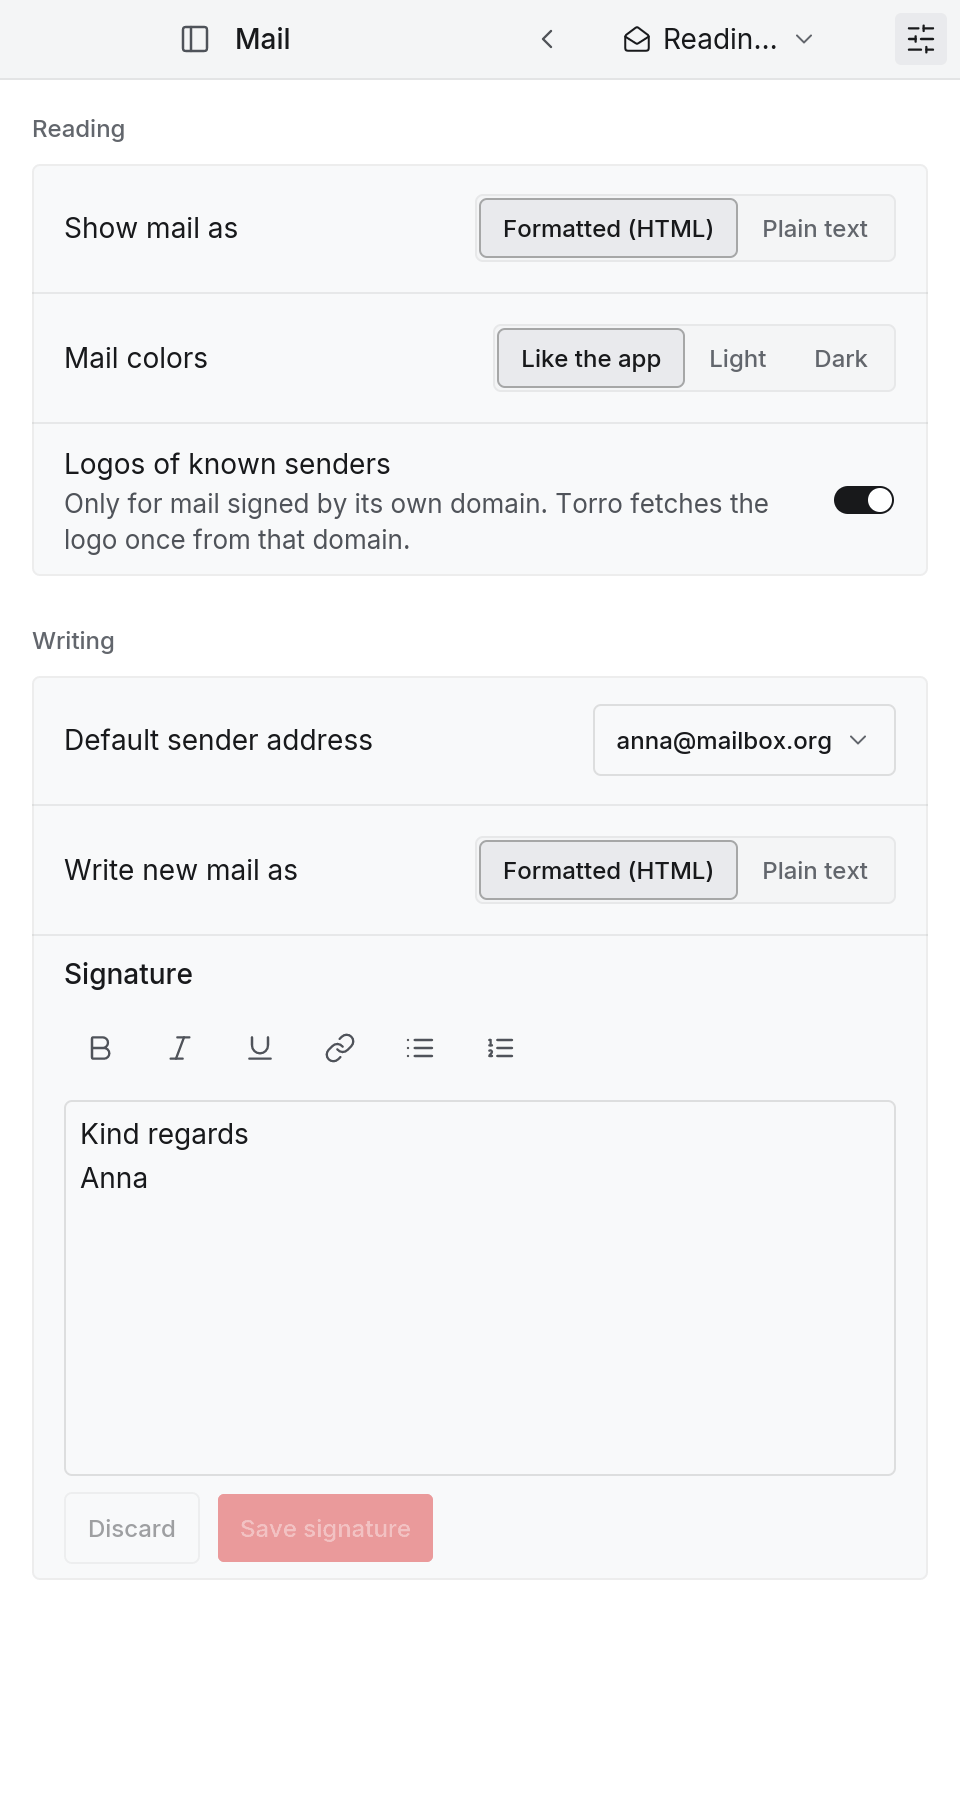 Mail
Readin...
Reading
Show mail as
Formatted (HTML)
Plain text
Mail colors
Like the app
Light
Dark
Logos of known senders
Only for mail signed by its own domain. Torro fetches the
logo once from that domain.
Writing
Default sender address
anna@mailbox.org
Write new mail as
Formatted (HTML)
Plain text
Signature
Kind regards
Anna
Discard
Save signature